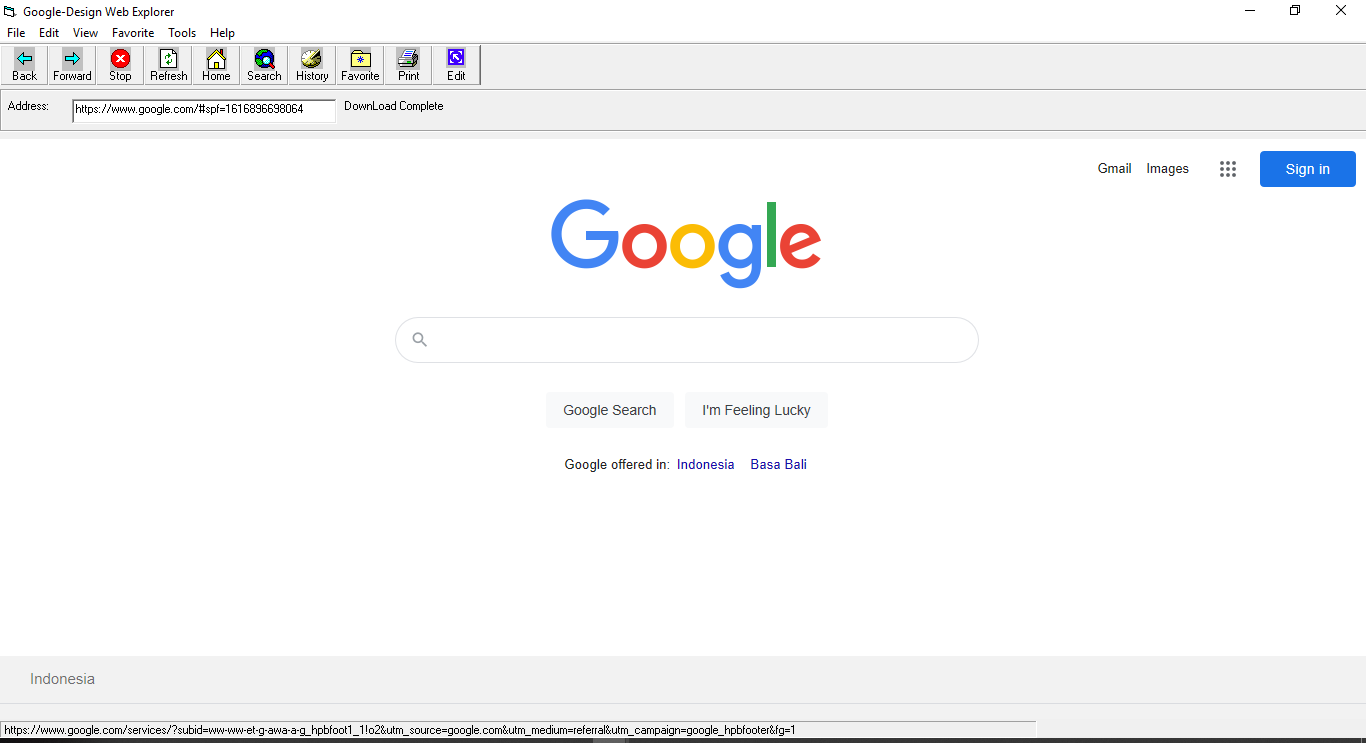 Google-Design Web Explorer
File Edit View Favorite Tools Help
Back Forward Stop Refresh Home Search History Favorite Print Edit
Address: https://www.google.com/#spf=1616896698064 DownLoad Complete
Gmail Images Sign in
Google
Google Search I'm Feeling Lucky
Google offered in: Indonesia Basa Bali
Indonesia
https://www.google.com/services/?subid=ww-ww-et-g-awa-a-g_hpbfoot1_1!o2&utm_source=google.com&utm_medium=referral&utm_campaign=google_hpbfooter&fg=1